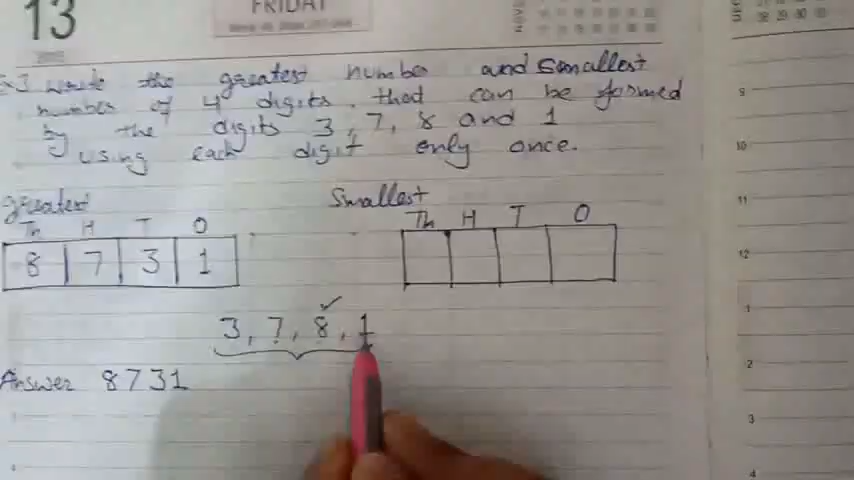 13
FRIDAY
write the greatest number and smallest
number of 4 digits. that can be formed
by the digits 3, 7, 8 and 1
using each digit only once.
greatest
Th H T O
8 7 3 1
Smallest
Th H T O
3, 7, 8, 1
Answer 8731
9
10
11
12
1
2
3
4